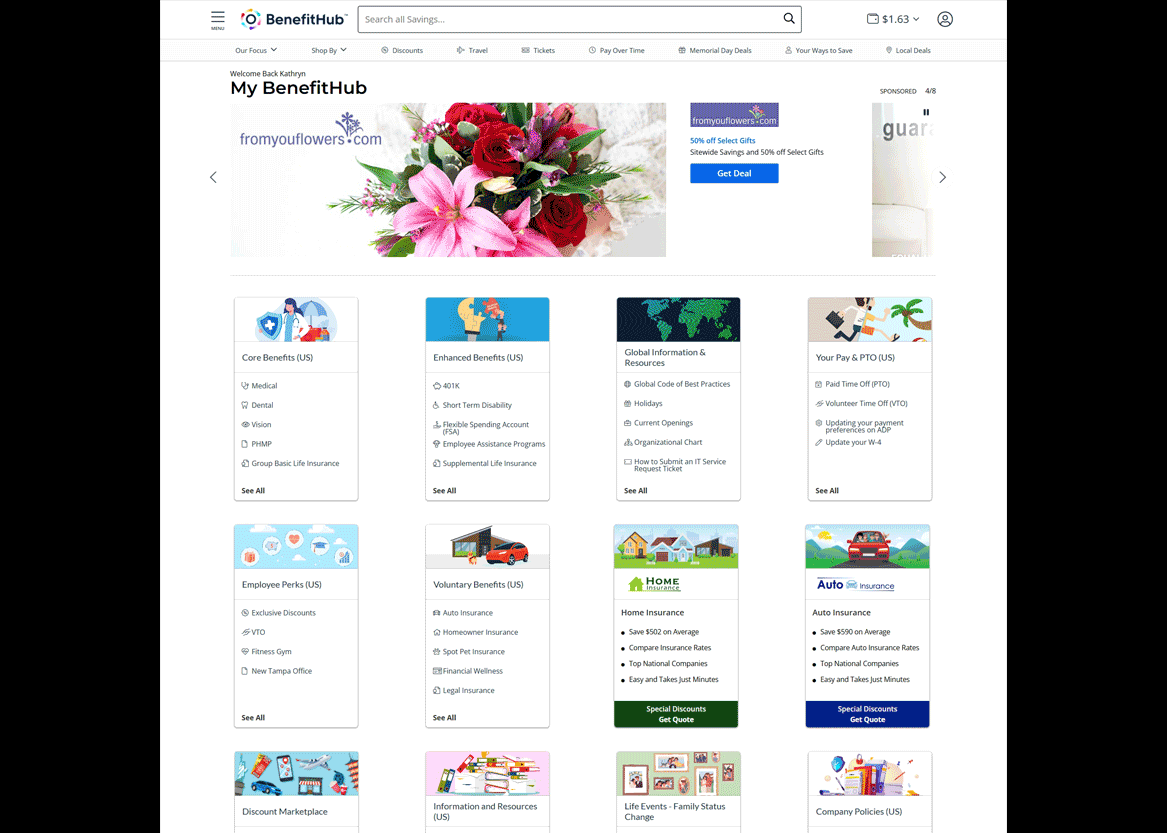 MENU
BenefitHub™
Search all Savings...
$1.63
Our Focus
Shop By
Discounts
Travel
Tickets
Pay Over Time
Memorial Day Deals
Your Ways to Save
Local Deals
Welcome Back Kathryn
My BenefitHub
SPONSORED 4/8
fromyouflowers.com
fromyouflowers.com
50% off Select Gifts
Sitewide Savings and 50% off Select Gifts
Get Deal
guar
Core Benefits (US)
Medical
Dental
Vision
PHMP
Group Basic Life Insurance
See All
Enhanced Benefits (US)
401K
Short Term Disability
Flexible Spending Account
(FSA)
Employee Assistance Programs
Supplemental Life Insurance
See All
Global Information &
Resources
Global Code of Best Practices
Holidays
Current Openings
Organizational Chart
How to Submit an IT Service
Request Ticket
See All
Your Pay & PTO (US)
Paid Time Off (PTO)
Volunteer Time Off (VTO)
Updating your payment
preferences on ADP
Update your W-4
See All
Employee Perks (US)
Exclusive Discounts
VTO
Fitness Gym
New Tampa Office
See All
Voluntary Benefits (US)
Auto Insurance
Homeowner Insurance
Spot Pet Insurance
Financial Wellness
Legal Insurance
See All
HOME
Insurance
Home Insurance
Save $502 on Average
Compare Insurance Rates
Top National Companies
Easy and Takes Just Minutes
Special Discounts
Get Quote
Auto Insurance
Auto Insurance
Save $590 on Average
Compare Auto Insurance Rates
Top National Companies
Easy and Takes Just Minutes
Special Discounts
Get Quote
Discount Marketplace
Information and Resources
(US)
Life Events - Family Status
Change
Company Policies (US)